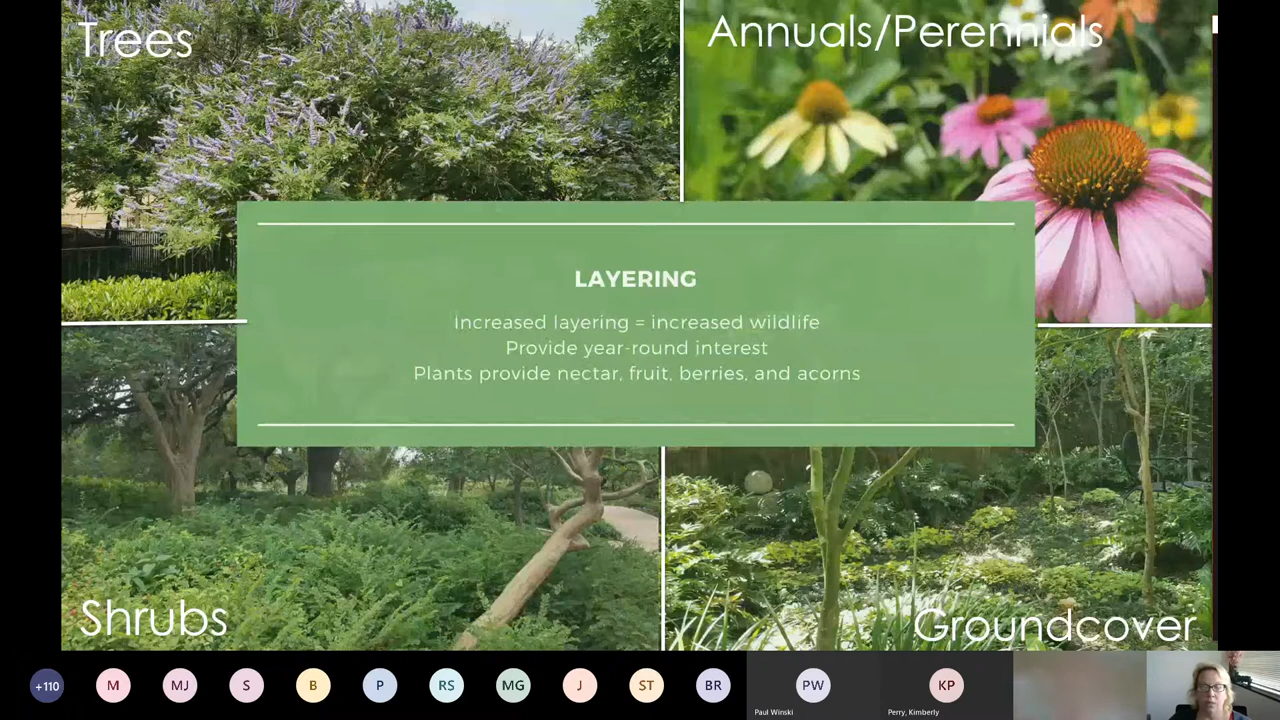 Trees
Annuals/Perennials
LAYERING
Increased layering = increased wildlife
Provide year-round interest
Plants provide nectar, fruit, berries, and acorns
Shrubs
Groundcover
+110
M
MJ
S
B
P
RS
MG
J
ST
BR
PW
KP
Paul Winski
Perry, Kimberly